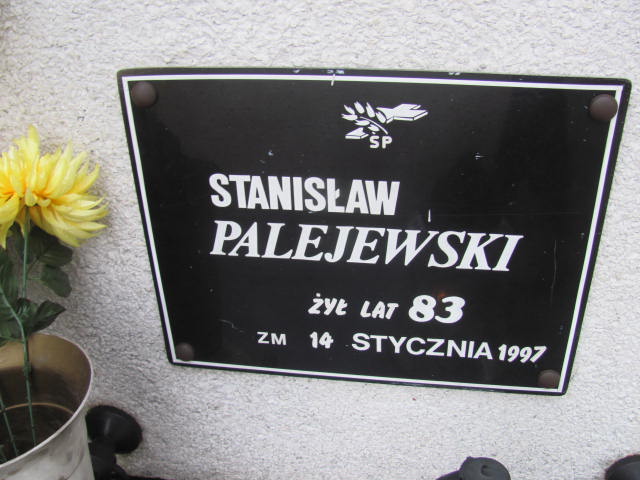 SP
STANISŁAW
PALEJEWSKI
ŻYŁ LAT 83
ZM 14 STYCZNIA 1997